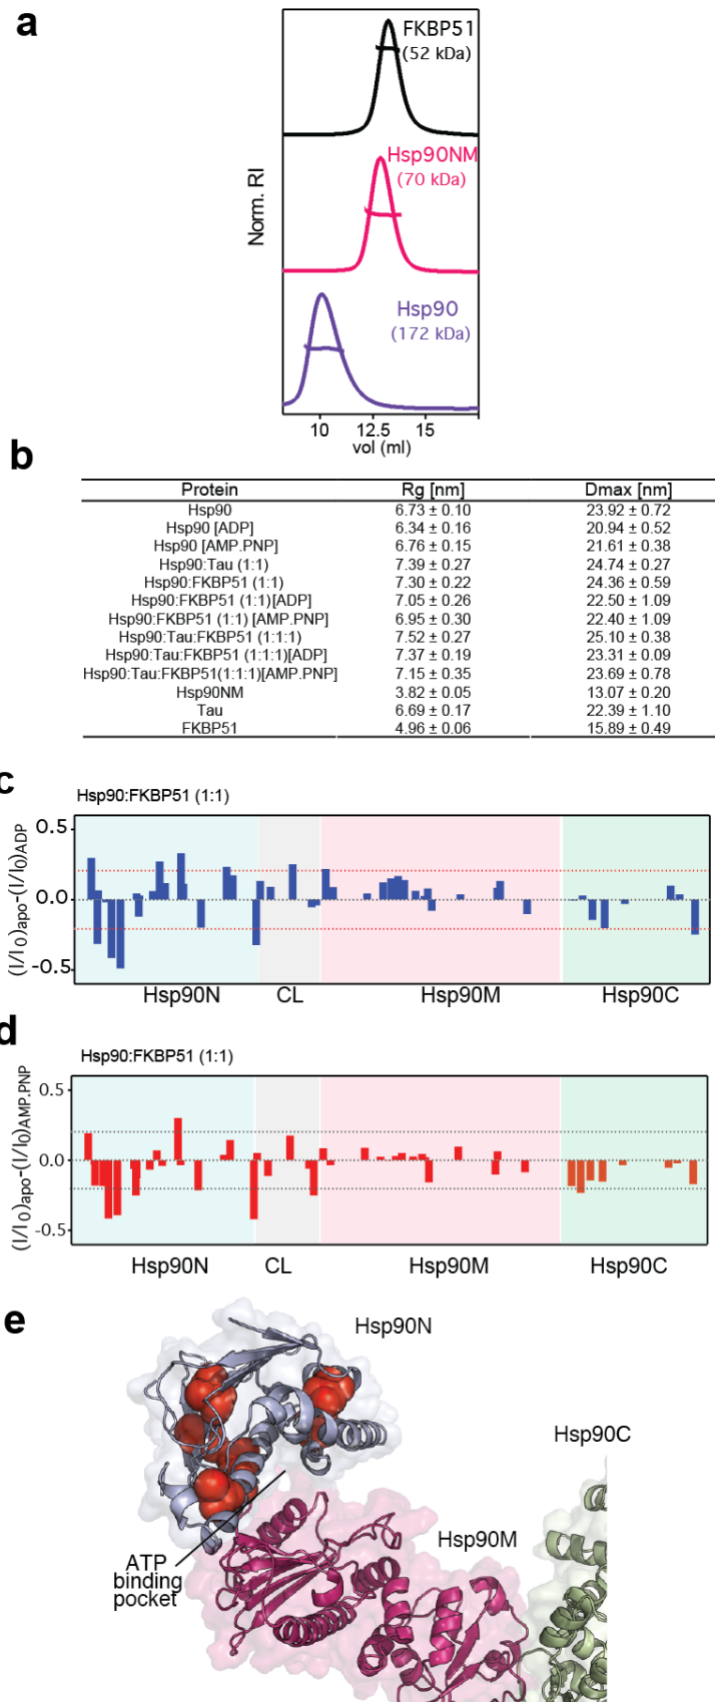 a
FKBP51
(52 kDa)
Hsp90NM
(70 kDa)
Hsp90
(172 kDa)
Norm. RI
10 12.5 15
vol (ml)
b
Protein Rg [nm] Dmax [nm]
Hsp90 6.73 ± 0.10 23.92 ± 0.72
Hsp90 [ADP] 6.34 ± 0.16 20.94 ± 0.52
Hsp90 [AMP.PNP] 6.76 ± 0.15 21.61 ± 0.38
Hsp90:Tau (1:1) 7.39 ± 0.27 24.74 ± 0.27
Hsp90:FKBP51 (1:1) 7.30 ± 0.22 24.36 ± 0.59
Hsp90:FKBP51 (1:1)[ADP] 7.05 ± 0.26 22.50 ± 1.09
Hsp90:FKBP51 (1:1) [AMP.PNP] 6.95 ± 0.30 22.40 ± 1.09
Hsp90:Tau:FKBP51 (1:1:1) 7.52 ± 0.27 25.10 ± 0.38
Hsp90:Tau:FKBP51 (1:1:1)[ADP] 7.37 ± 0.19 23.31 ± 0.09
Hsp90:Tau:FKBP51(1:1:1)[AMP.PNP] 7.15 ± 0.35 23.69 ± 0.78
Hsp90NM 3.82 ± 0.05 13.07 ± 0.20
Tau 6.69 ± 0.17 22.39 ± 1.10
FKBP51 4.96 ± 0.06 15.89 ± 0.49
c
Hsp90:FKBP51 (1:1)
(I/I0)apo-(I/I0)ADP
0.5
0.0
-0.5
Hsp90N CL Hsp90M Hsp90C
d
Hsp90:FKBP51 (1:1)
(I/I0)apo-(I/I0)AMP.PNP
0.5
0.0
-0.5
Hsp90N CL Hsp90M Hsp90C
e
Hsp90N
Hsp90C
Hsp90M
ATP
binding
pocket